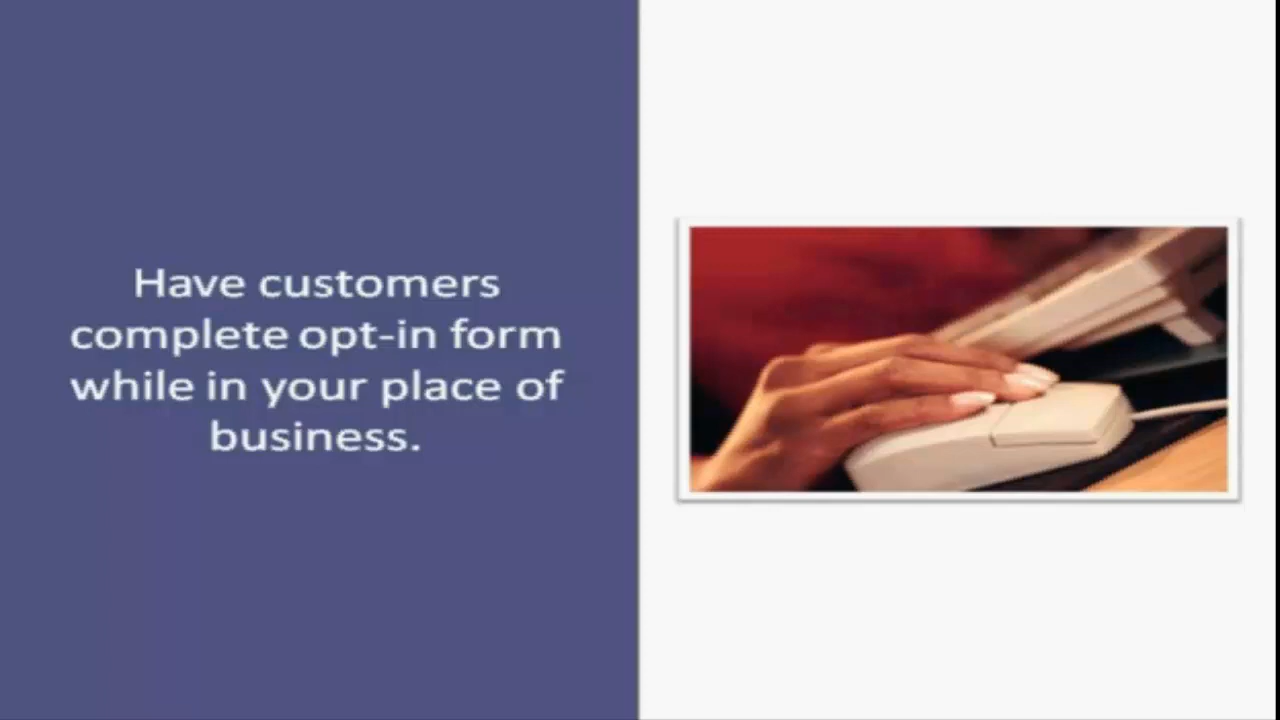 Have customers
complete opt-in form
while in your place of
business.